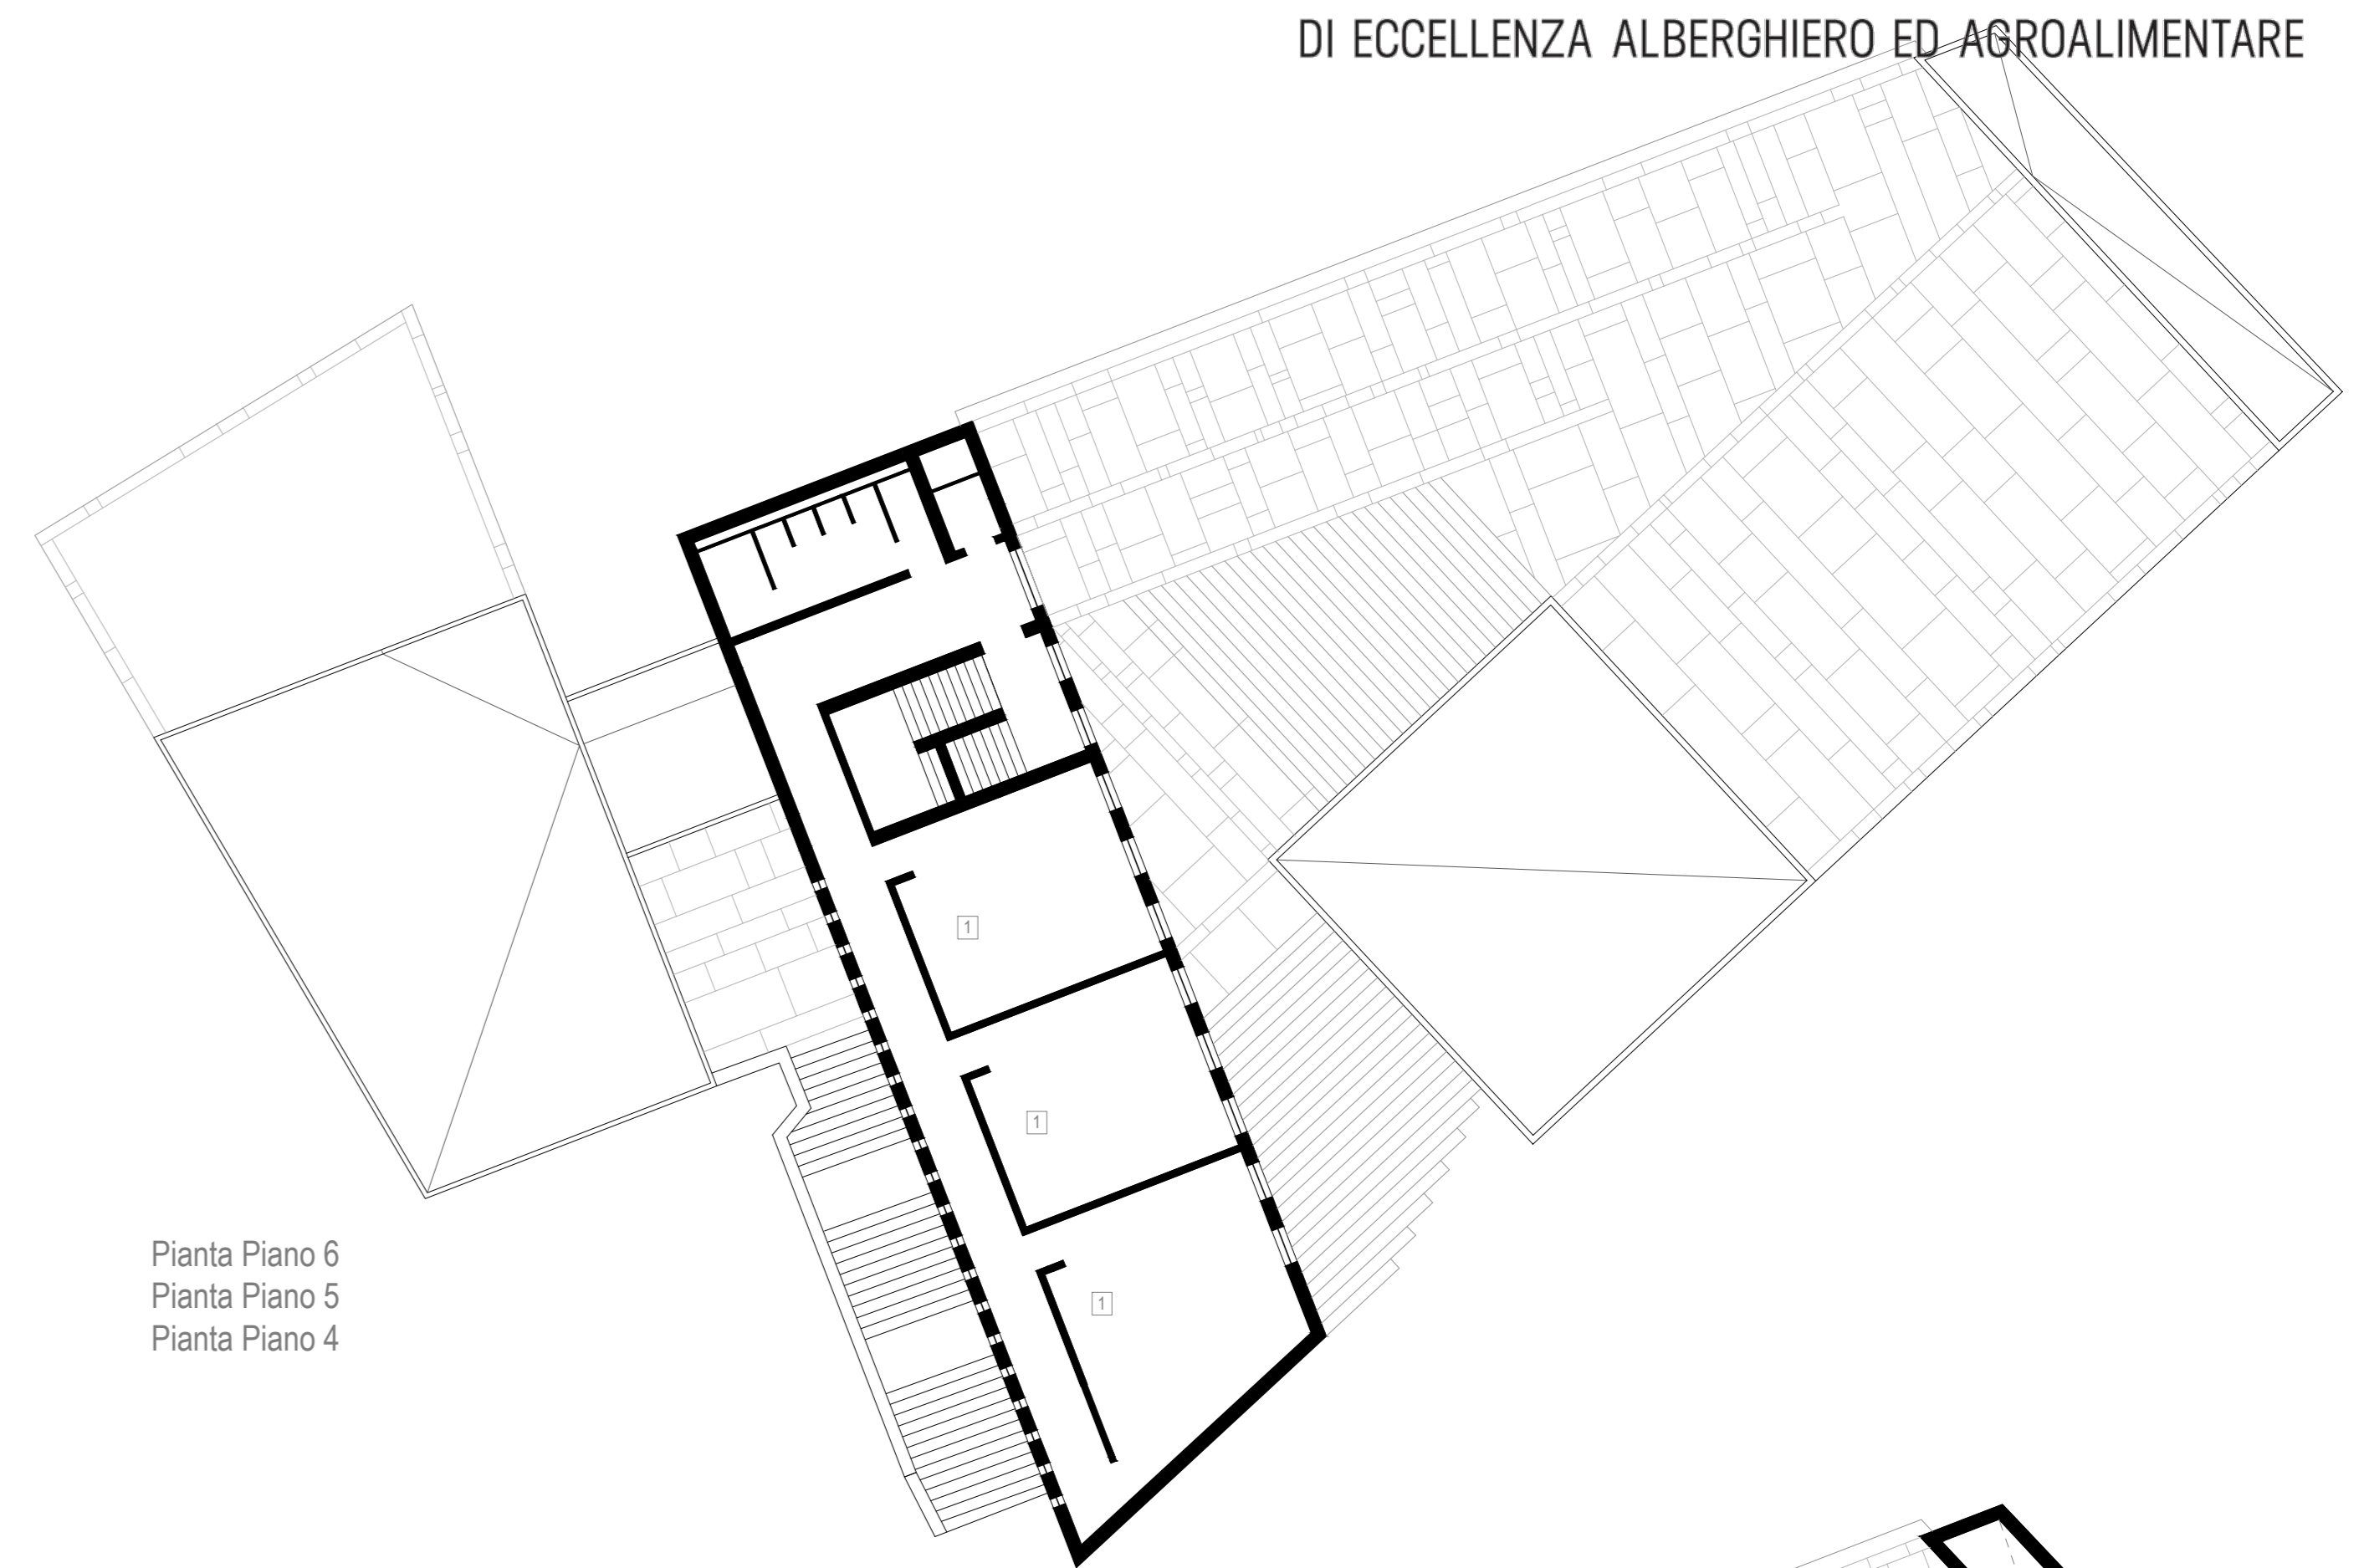 DI ECCELLENZA ALBERGHIERO ED AGROALIMENTARE
1
1
1
Pianta Piano 6
Pianta Piano 5
Pianta Piano 4